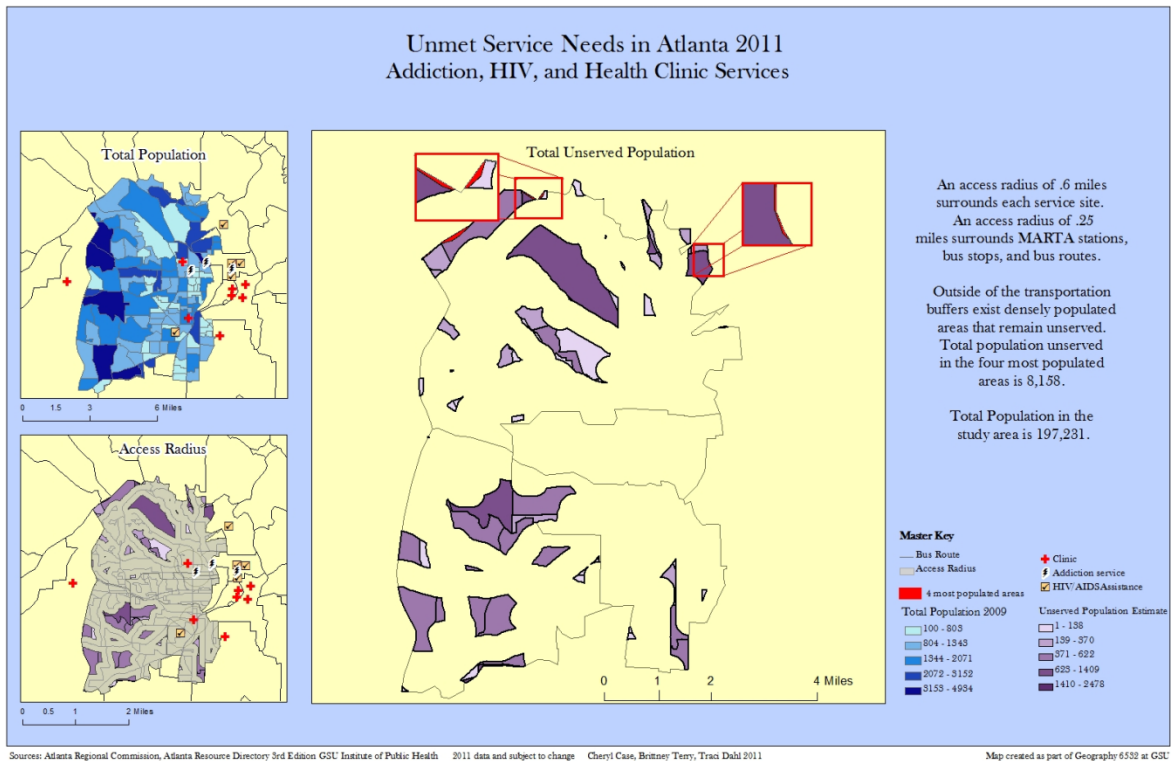 Unmet Service Needs in Atlanta 2011
Addiction, HIV, and Health Clinic Services
Total Population
0 1.5 3 6 Miles
Access Radius
0 0.5 1 2 Miles
Total Unserved Population
0 1 2 4 Miles
An access radius of .6 miles
surrounds each service site.
An access radius of .25
miles surrounds MARTA stations,
bus stops, and bus routes.
Outside of the transportation
buffers exist densely populated
areas that remain unserved.
Total population unserved
in the four most populated
areas is 8,158.
Total Population in the
study area is 197,231.
Master Key
Bus Route
Access Radius
4 most populated areas
Clinic
Addiction service
HIV/AIDSAssistance
Total Population 2009
100 - 803
804 - 1343
1344 - 2071
2072 - 3152
3153 - 4934
Unserved Population Estimate
1 - 138
139 - 370
371 - 622
623 - 1409
1410 - 2478
Sources: Atlanta Regional Commission, Atlanta Resource Directory 3rd Edition GSU Institute of Public Health 2011 data and subject to change Cheryl Case, Brittney Terry, Traci Dahl 2011
Map created as part of Geography 6532 at GSU